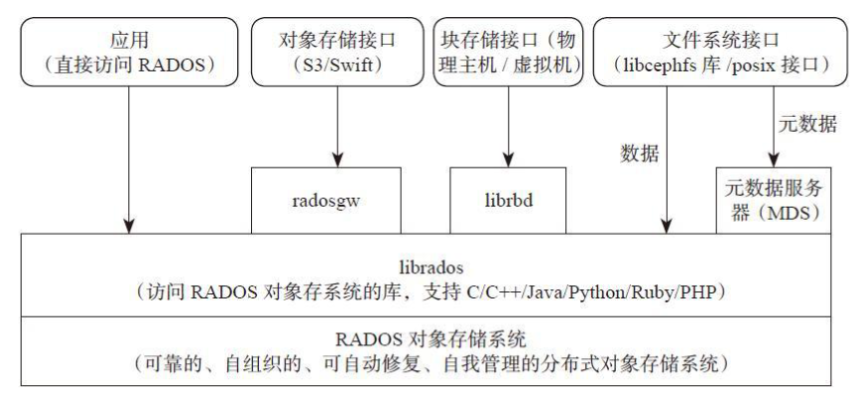 应用
（直接访问 RADOS）
对象存储接口
（S3/Swift）
块存储接口（物
理主机 / 虚拟机）
文件系统接口
（libcephfs 库 /posix 接口）
数据
元数据
radosgw
librbd
元数据服务
器（MDS）
librados
（访问 RADOS 对象存系统的库，支持 C/C++/Java/Python/Ruby/PHP）
RADOS 对象存储系统
（可靠的、自组织的、可自动修复、自我管理的分布式对象存储系统）